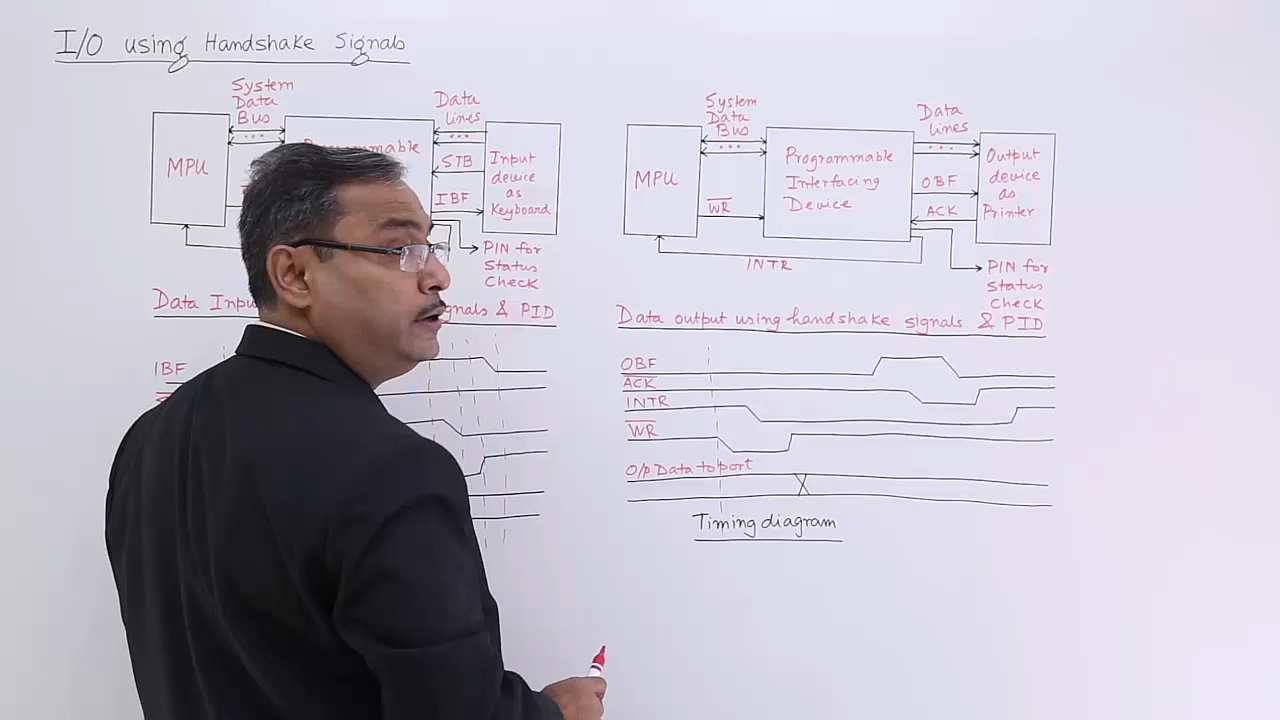 I/O using Handshake Signals
System
Data
Bus
Data
lines
MPU
Programmable
STB
IBF
Input
device
as
Keyboard
PIN for
Status
Check
Data Input
signals & PID
IBF
System
Data
Bus
Data
lines
MPU
Programmable
Interfacing
Device
WR
OBF
ACK
Output
device
as
Printer
INTR
PIN for
Status
Check
Data output using handshake signals & PID
OBF
ACK
INTR
WR
O/p Data to port
Timing diagram